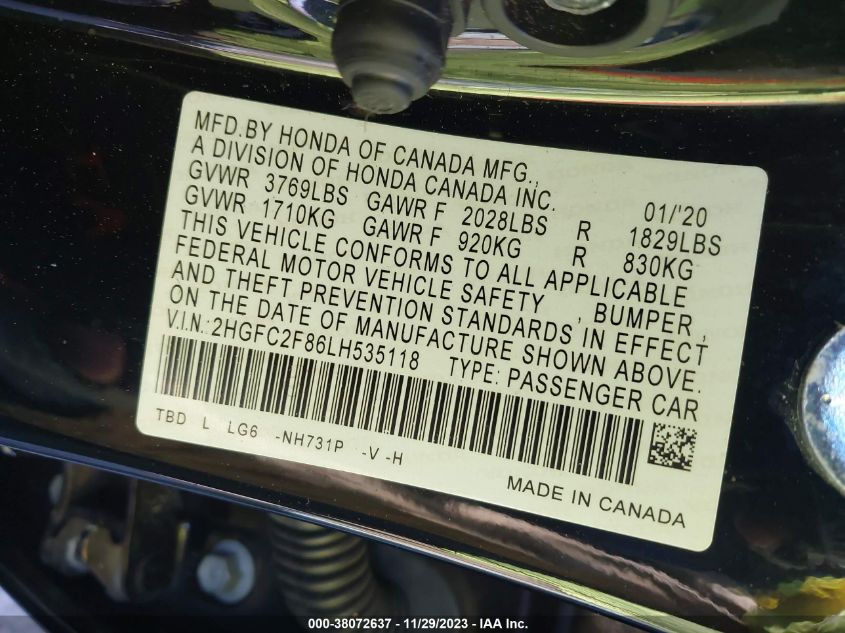 MFD.BY HONDA OF CANADA MFG.,
A DIVISION OF HONDA CANADA INC. 01/'20
GVWR 3769LBS GAWR F 2028LBS R 1829LBS
GVWR 1710KG GAWR F 920KG R 830KG
THIS VEHICLE CONFORMS TO ALL APPLICABLE
FEDERAL MOTOR VEHICLE SAFETY , BUMPER ,
AND THEFT PREVENTION STANDARDS IN EFFECT
ON THE DATE OF MANUFACTURE SHOWN ABOVE.
V.I.N: 2HGFC2F86LH535118 TYPE: PASSENGER CAR
TBD L LG6 -NH731P -V -H
MADE IN CANADA
000-38072637 - 11/29/2023 - IAA Inc.